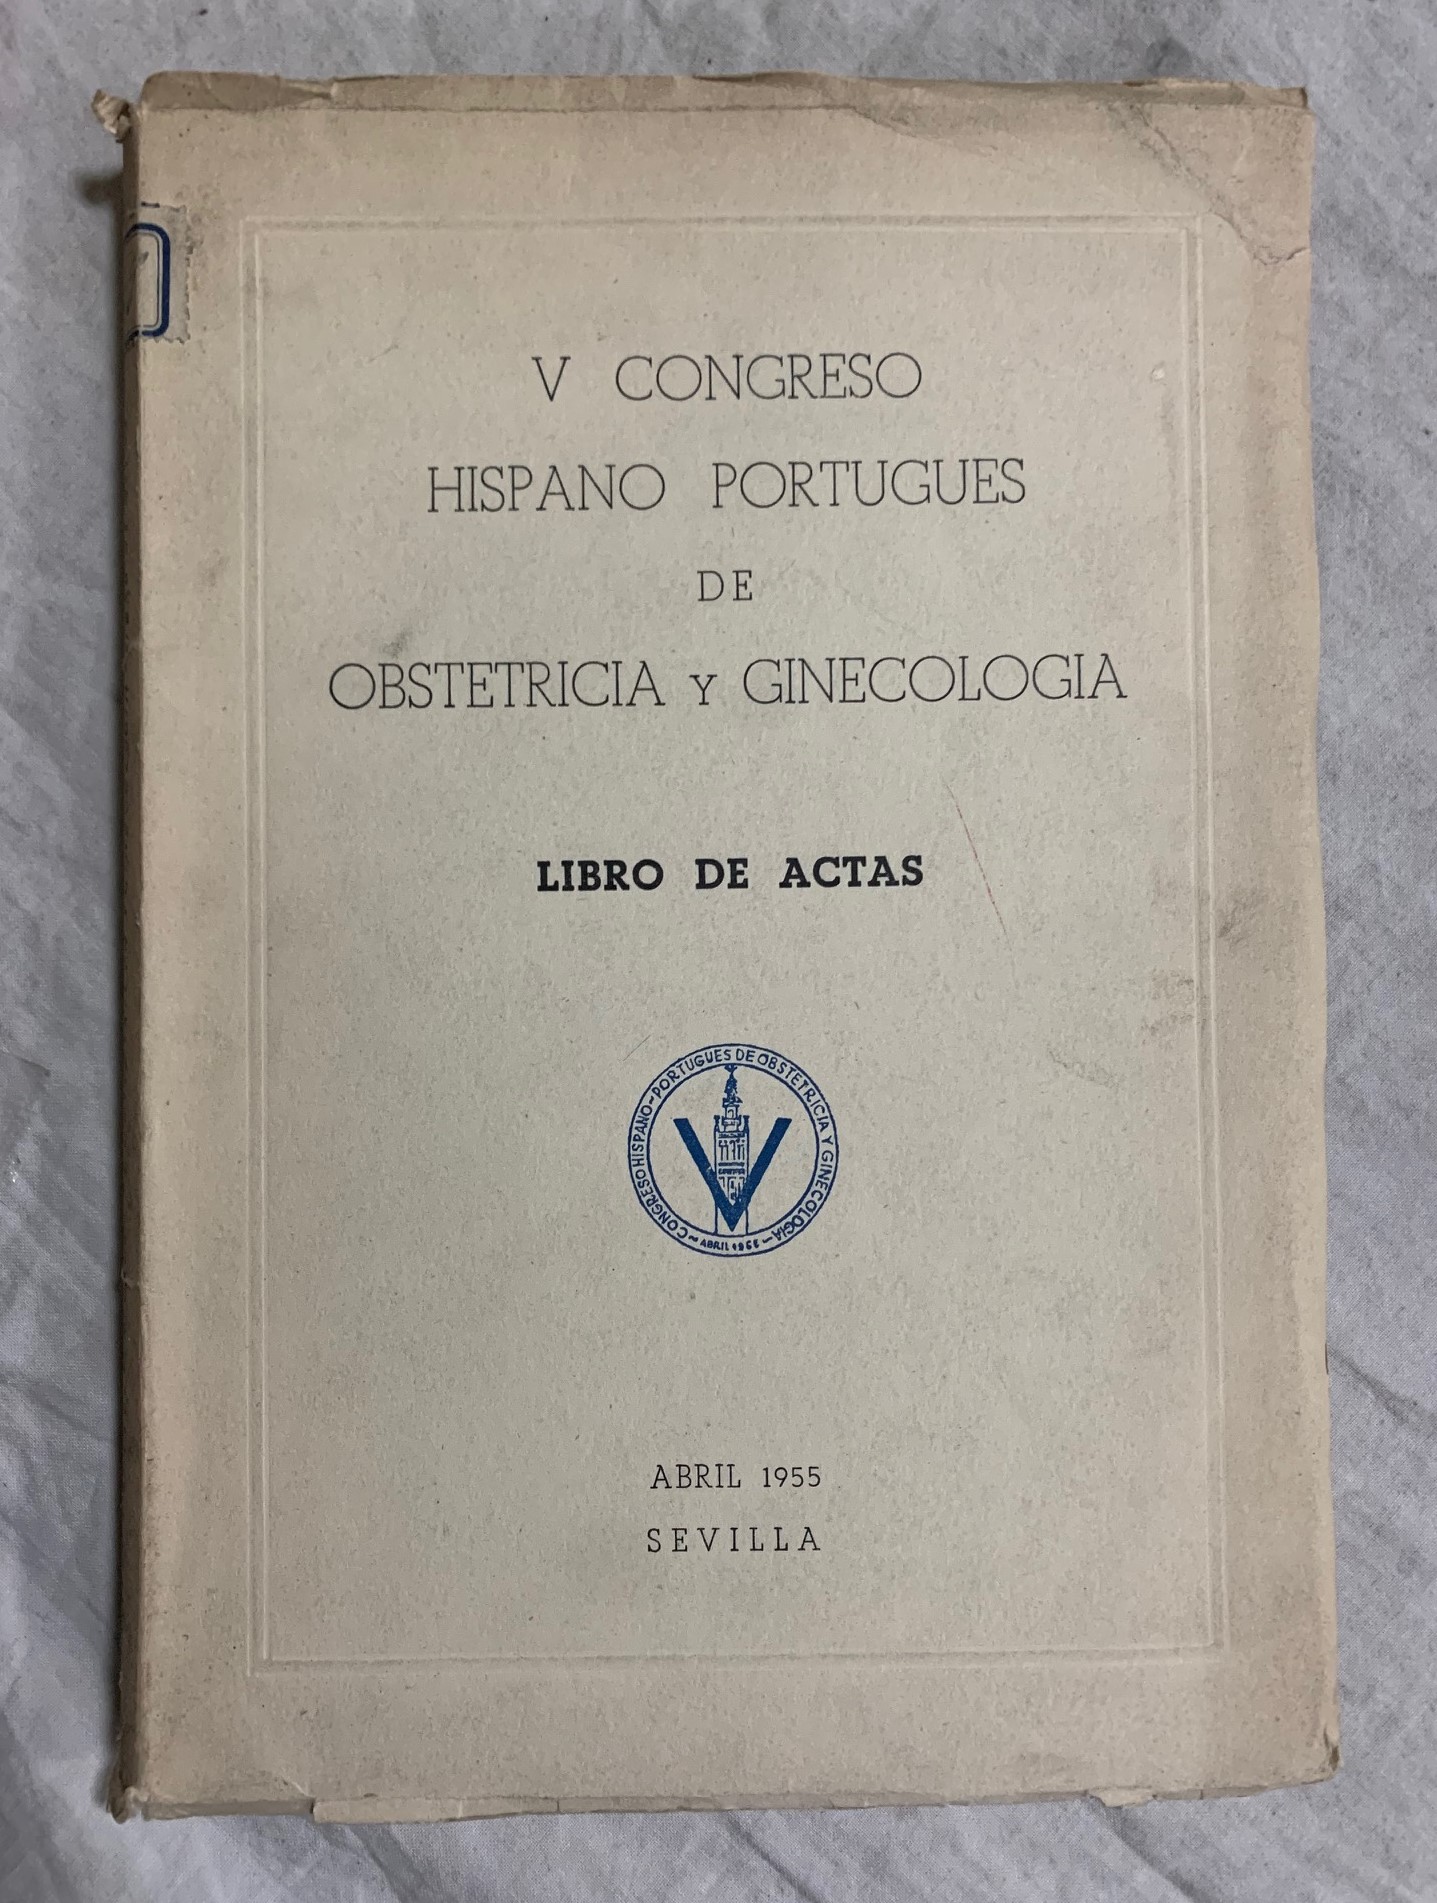 V CONGRESO
HISPANO PORTUGUES
DE
OBSTETRICIA Y GINECOLOGIA
LIBRO DE ACTAS
CONGRESO HISPANO-PORTUGUES DE OBSTETRICIA Y GINECOLOGIA
V
ABRIL 1955
ABRIL 1955
SEVILLA